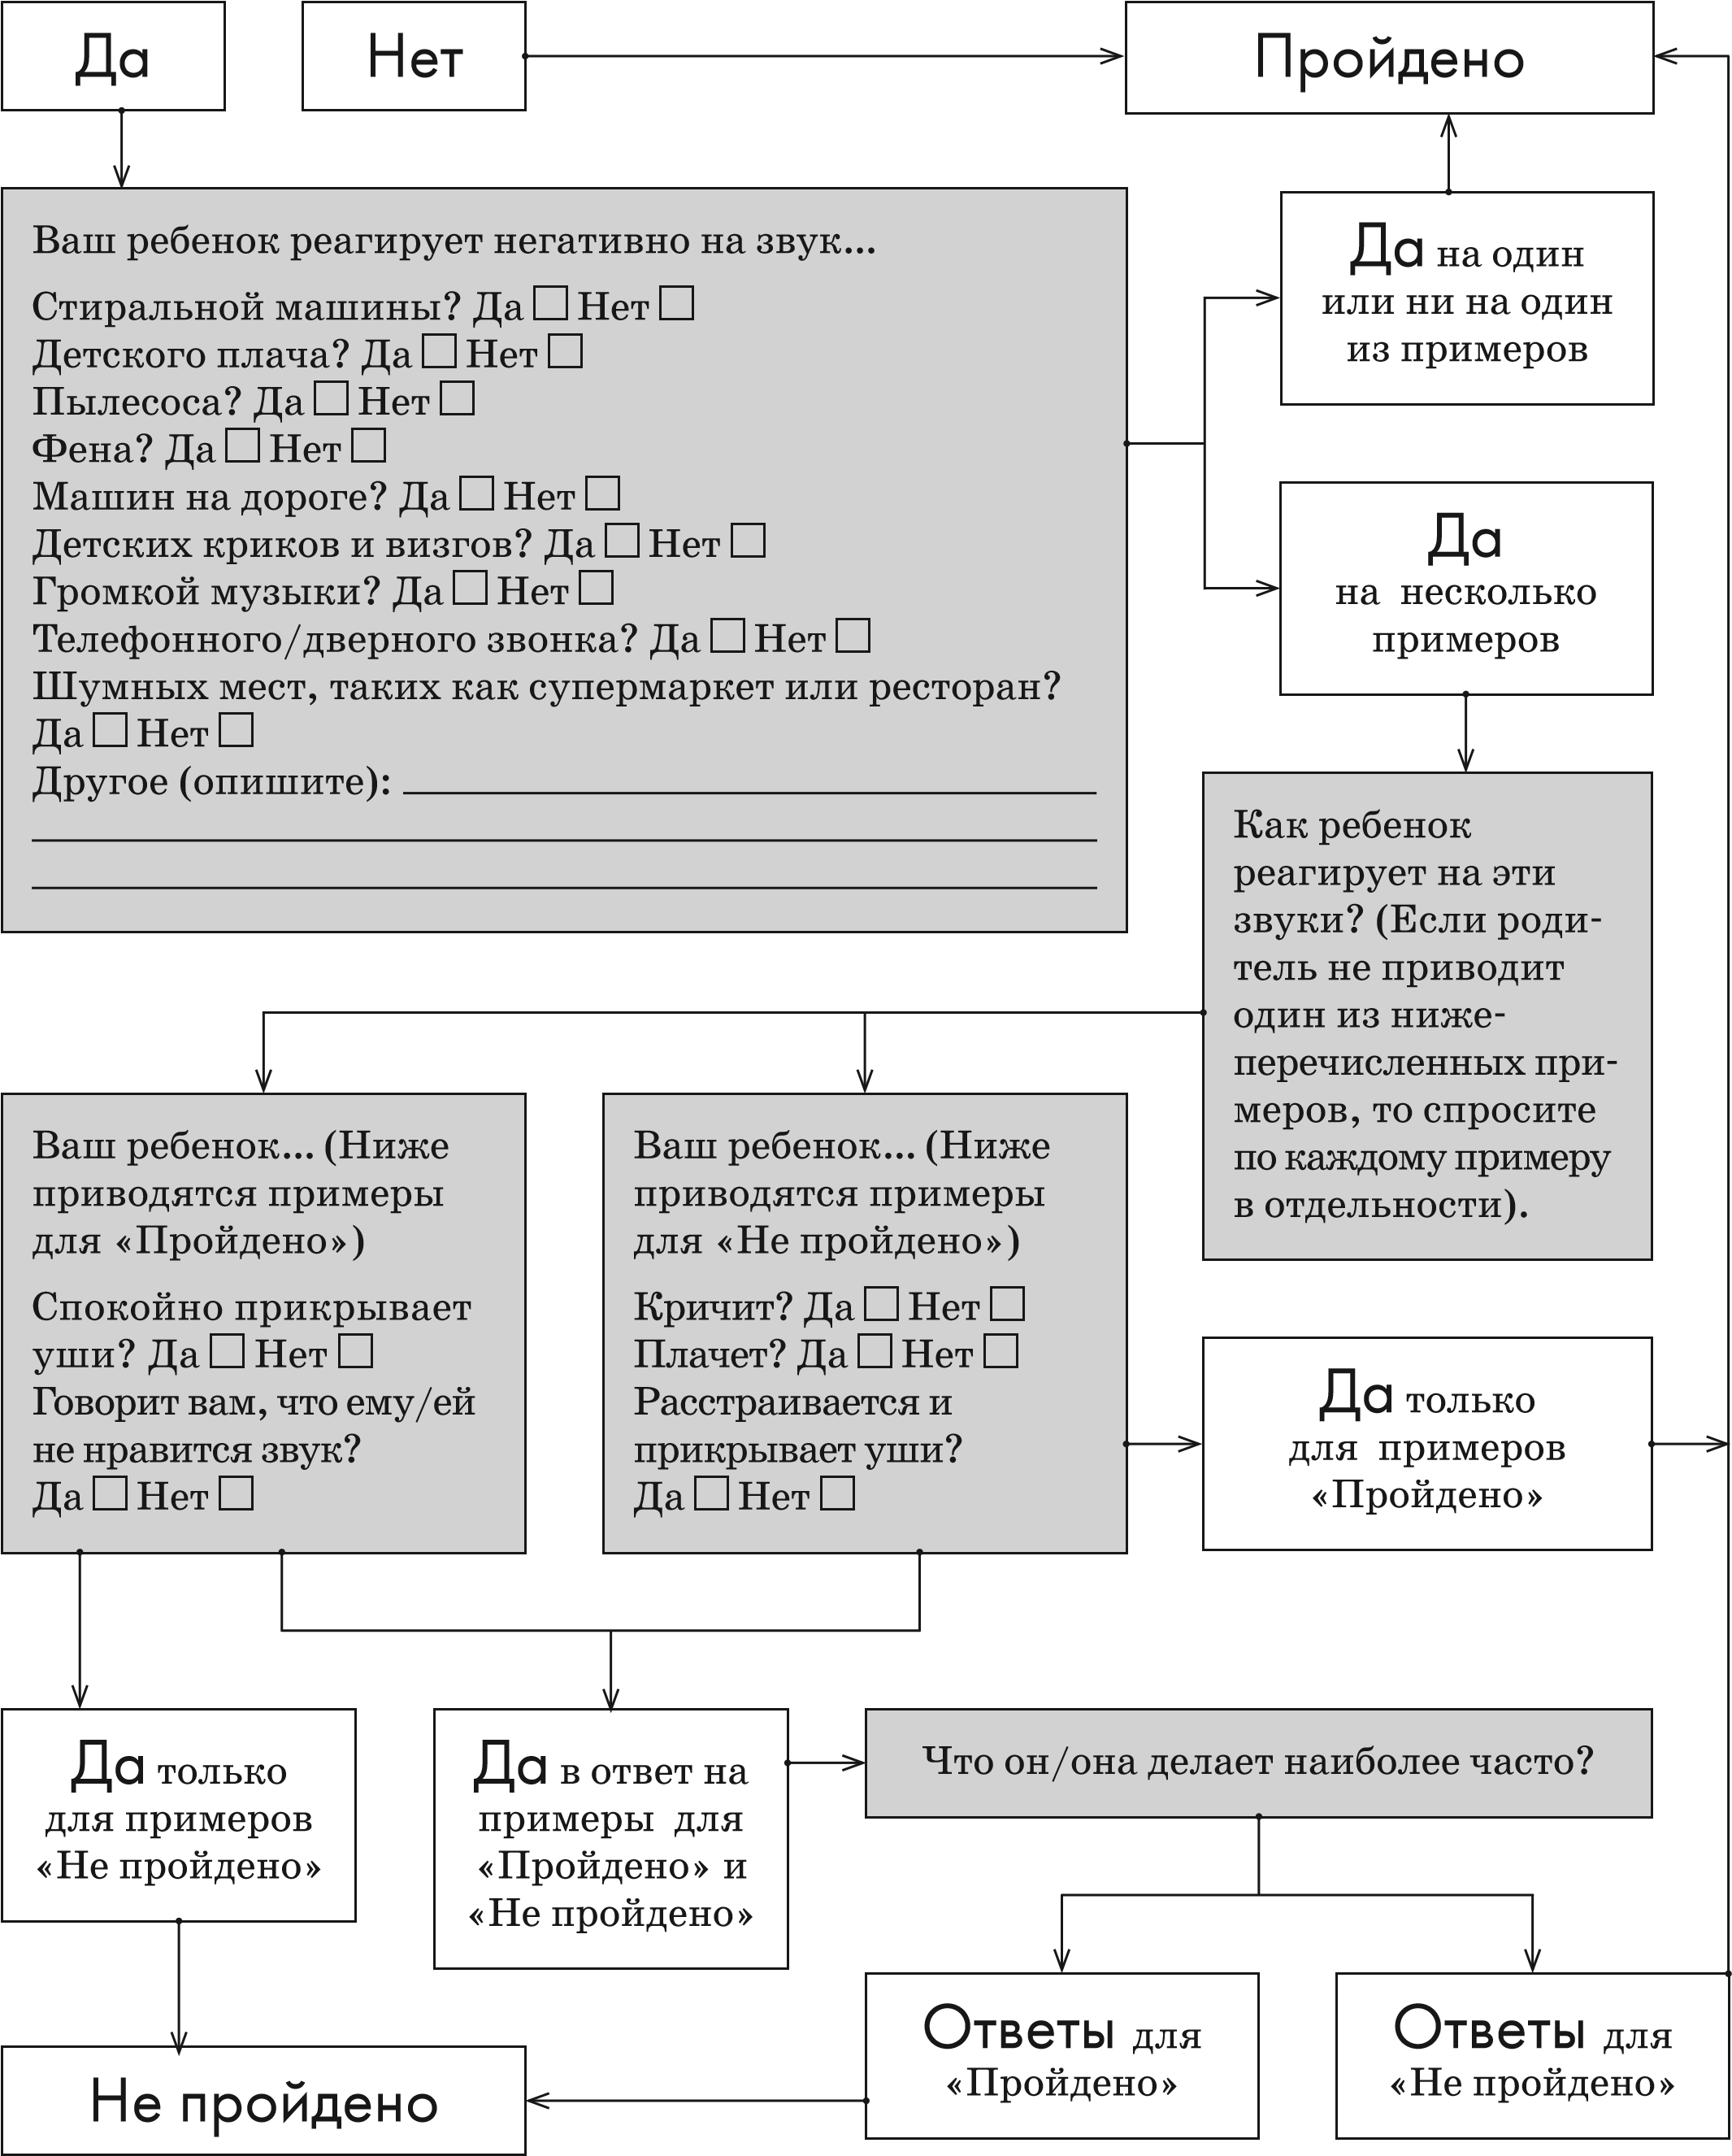 Да
Нет
Пройдено
Ваш ребенок реагирует негативно на звук...
Стиральной машины? Да Нет
Детского плача? Да Нет
Пылесоса? Да Нет
Фена? Да Нет
Машин на дороге? Да Нет
Детских криков и визгов? Да Нет
Громкой музыки? Да Нет
Телефонного/дверного звонка? Да Нет
Шумных мест, таких как супермаркет или ресторан?
Да Нет
Другое (опишите):
Да на один
или ни на один
из примеров
Да
на несколько
примеров
Как ребенок
реагирует на эти
звуки? (Если роди-
тель не приводит
один из ниже-
перечисленных при-
меров, то спросите
по каждому примеру
в отдельности).
Ваш ребенок... (Ниже
приводятся примеры
для «Пройдено»)
Спокойно прикрывает
уши? Да Нет
Говорит вам, что ему/ей
не нравится звук?
Да Нет
Ваш ребенок... (Ниже
приводятся примеры
для «Не пройдено»)
Кричит? Да Нет
Плачет? Да Нет
Расстраивается и
прикрывает уши?
Да Нет
Да только
для примеров
«Пройдено»
Да только
для примеров
«Не пройдено»
Да в ответ на
примеры для
«Пройдено» и
«Не пройдено»
Что он/она делает наиболее часто?
Ответы для
«Пройдено»
Ответы для
«Не пройдено»
Не пройдено